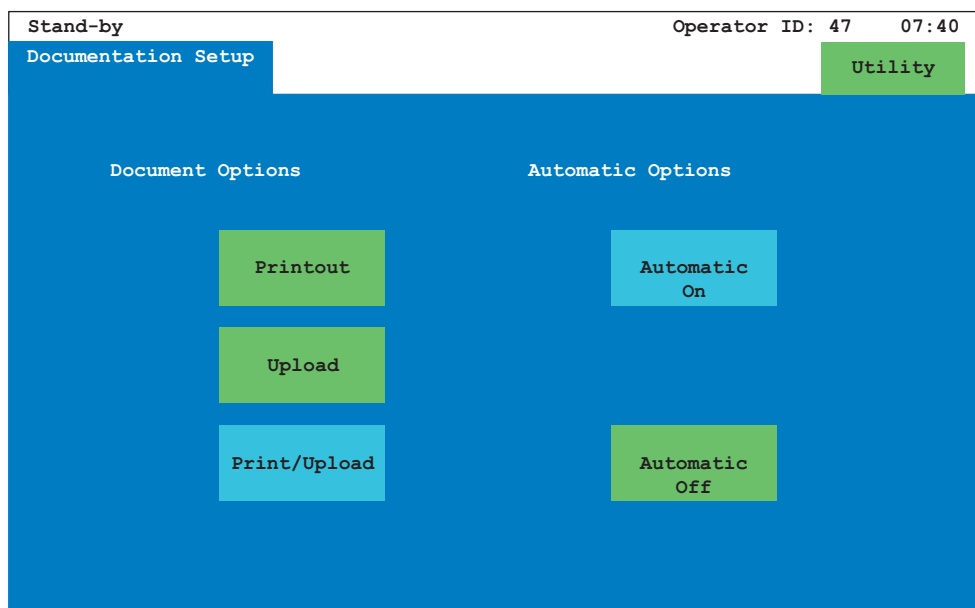 Stand-by Operator ID: 47 07:40
Documentation Setup
Utility
Document Options
Automatic Options
Printout
Automatic
On
Upload
Print/Upload
Automatic
Off